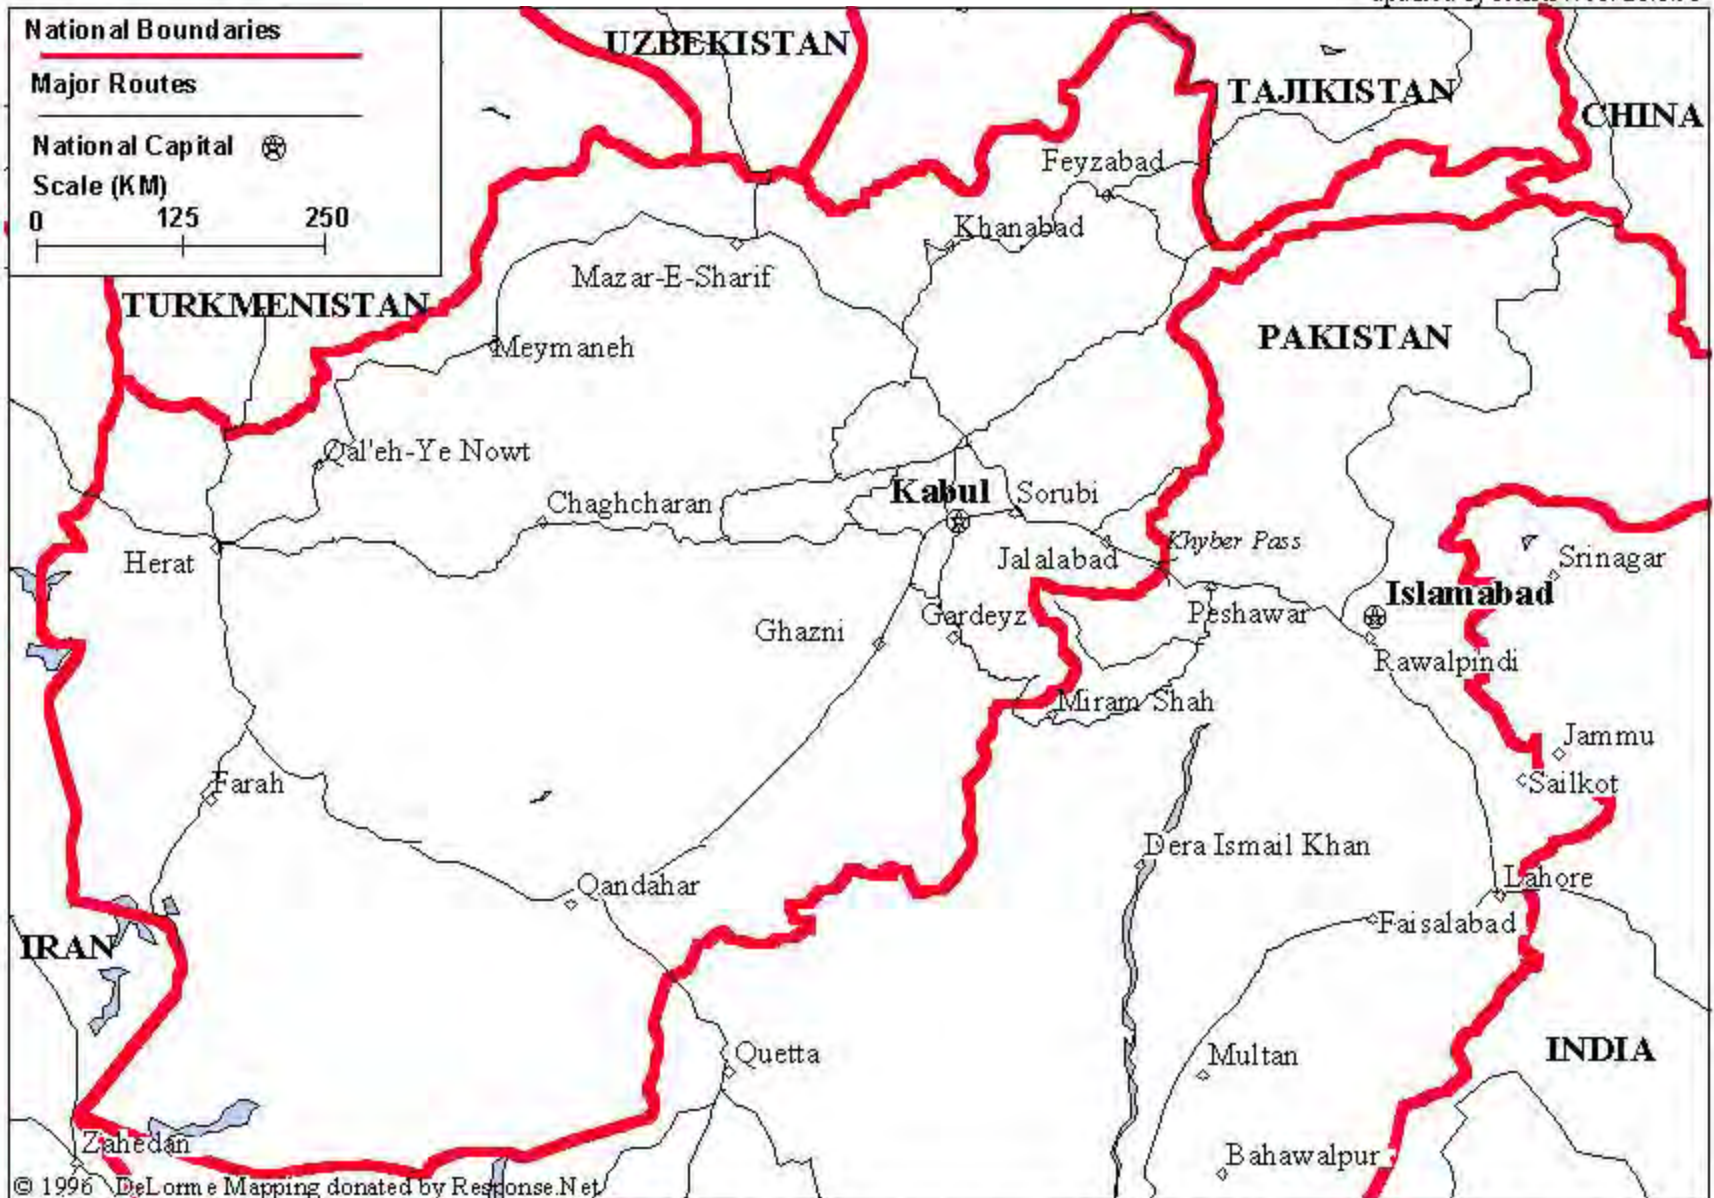 National Boundaries
Major Routes
National Capital
Scale (KM)
0 125 250
UZBEKISTAN
TAJIKISTAN
CHINA
Feyzabad
Khanabad
Mazar-E-Sharif
TURKMENISTAN
Meymaneh
PAKISTAN
Qal'eh-Ye Nowt
Chaghcharan
Kabul
Sorubi
Herat
Jalalabad
Khyber Pass
Srinagar
Islamabad
Ghazni
Gardeyz
Peshawar
Rawalpindi
Miram Shah
Jammu
Farah
Sailkot
Dera Ismail Khan
Qandahar
Lahore
Faisalabad
IRAN
Quetta
Multan
INDIA
Zahedan
Bahawalpur
© 1996 DeLorme Mapping donated by Response.Net